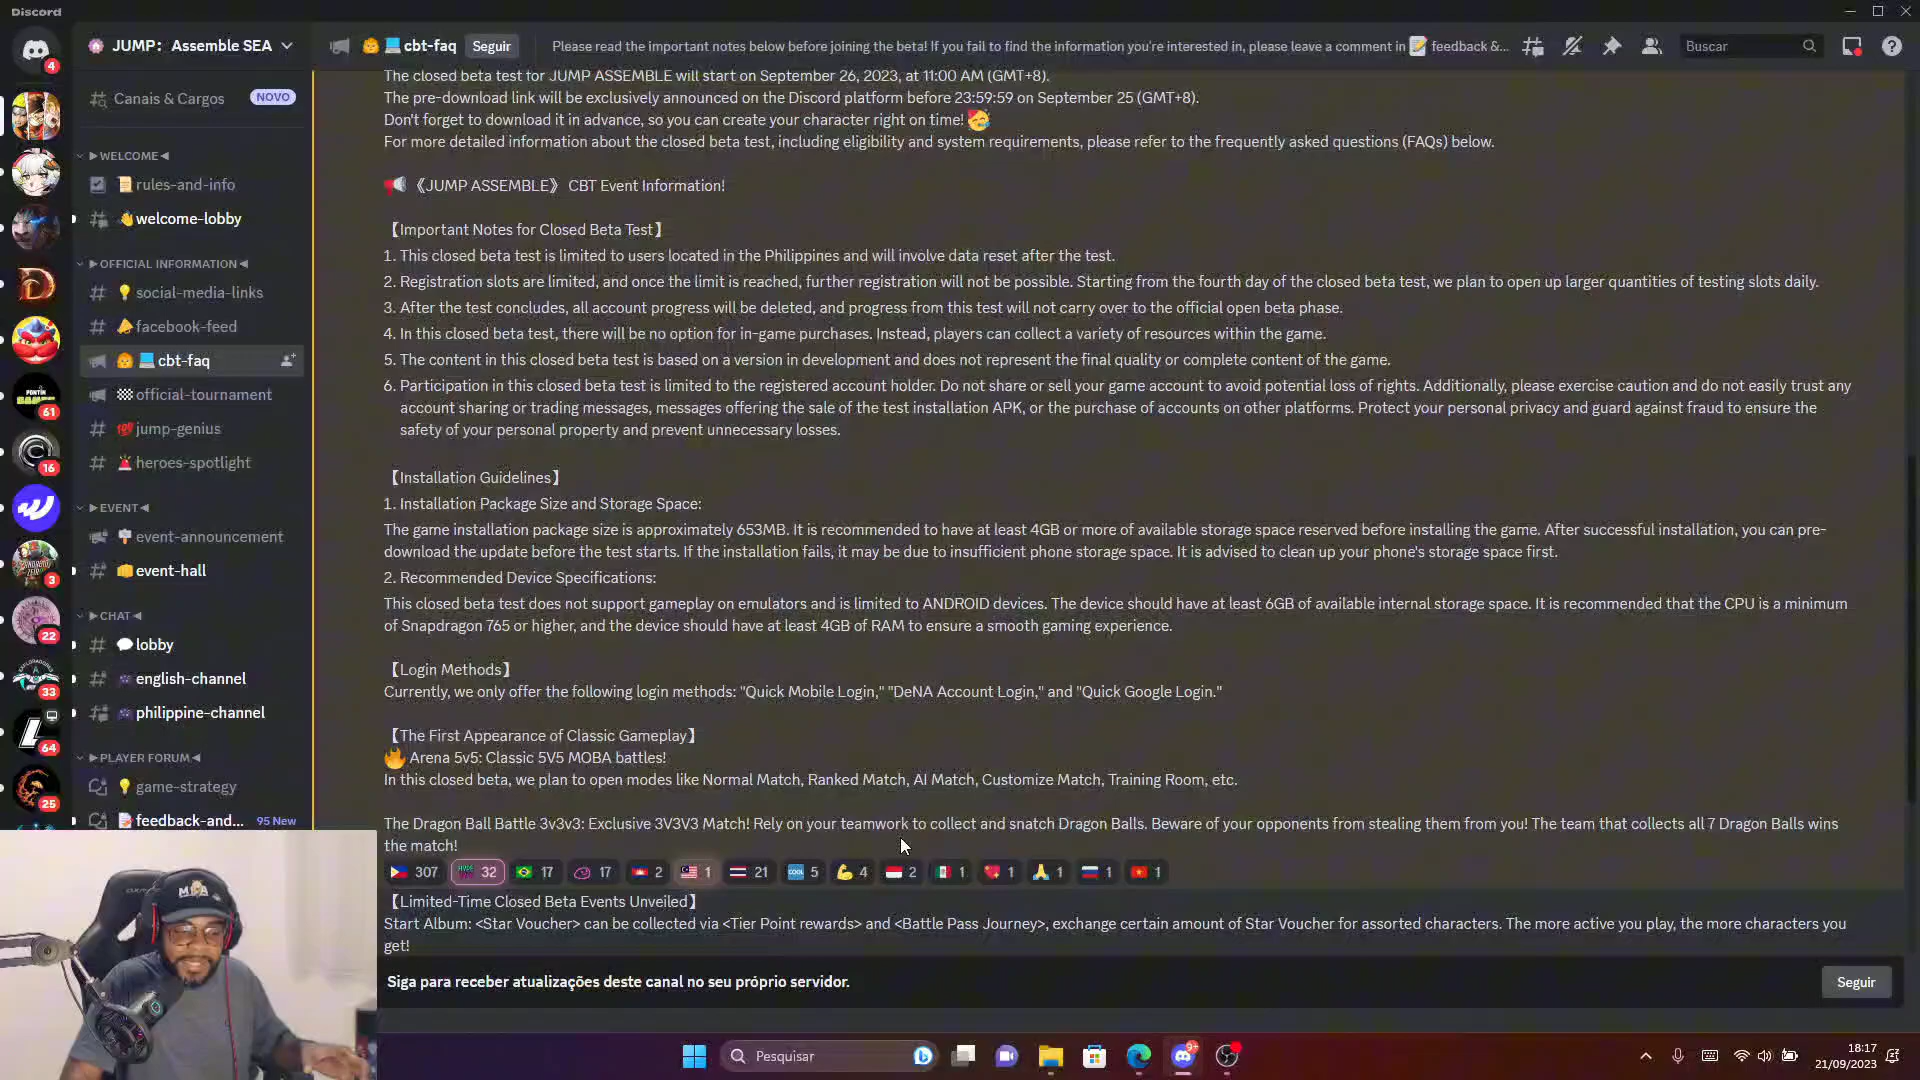 Discord
JUMP: Assemble SEA
cbt-faq
Seguir
Please read the important notes below before joining the beta! If you fail to find the information you're interested in, please leave a comment in 📝 feedback &...
Buscar
Canais & Cargos
NOVO
▶WELCOME◀
rules-and-info
welcome-lobby
▶OFFICIAL INFORMATION◀
social-media-links
facebook-feed
cbt-faq
official-tournament
jump-genius
heroes-spotlight
▶EVENT◀
event-announcement
event-hall
▶CHAT◀
lobby
english-channel
philippine-channel
▶PLAYER FORUM◀
game-strategy
feedback-and...
95 New
4
61
16
3
22
33
64
25
The closed beta test for JUMP ASSEMBLE will start on September 26, 2023, at 11:00 AM (GMT+8).
The pre-download link will be exclusively announced on the Discord platform before 23:59:59 on September 25 (GMT+8).
Don't forget to download it in advance, so you can create your character right on time! 🥳
For more detailed information about the closed beta test, including eligibility and system requirements, please refer to the frequently asked questions (FAQs) below.
📢 《JUMP ASSEMBLE》 CBT Event Information!
【Important Notes for Closed Beta Test】
1. This closed beta test is limited to users located in the Philippines and will involve data reset after the test.
2. Registration slots are limited, and once the limit is reached, further registration will not be possible. Starting from the fourth day of the closed beta test, we plan to open up larger quantities of testing slots daily.
3. After the test concludes, all account progress will be deleted, and progress from this test will not carry over to the official open beta phase.
4. In this closed beta test, there will be no option for in-game purchases. Instead, players can collect a variety of resources within the game.
5. The content in this closed beta test is based on a version in development and does not represent the final quality or complete content of the game.
6. Participation in this closed beta test is limited to the registered account holder. Do not share or sell your game account to avoid potential loss of rights. Additionally, please exercise caution and do not easily trust any
account sharing or trading messages, messages offering the sale of the test installation APK, or the purchase of accounts on other platforms. Protect your personal privacy and guard against fraud to ensure the
safety of your personal property and prevent unnecessary losses.
【Installation Guidelines】
1. Installation Package Size and Storage Space:
The game installation package size is approximately 653MB. It is recommended to have at least 4GB or more of available storage space reserved before installing the game. After successful installation, you can pre-
download the update before the test starts. If the installation fails, it may be due to insufficient phone storage space. It is advised to clean up your phone's storage space first.
2. Recommended Device Specifications:
This closed beta test does not support gameplay on emulators and is limited to ANDROID devices. The device should have at least 6GB of available internal storage space. It is recommended that the CPU is a minimum
of Snapdragon 765 or higher, and the device should have at least 4GB of RAM to ensure a smooth gaming experience.
【Login Methods】
Currently, we only offer the following login methods: "Quick Mobile Login," "DeNA Account Login," and "Quick Google Login."
【The First Appearance of Classic Gameplay】
🔥 Arena 5v5: Classic 5V5 MOBA battles!
In this closed beta, we plan to open modes like Normal Match, Ranked Match, AI Match, Customize Match, Training Room, etc.
The Dragon Ball Battle 3v3v3: Exclusive 3V3V3 Match! Rely on your teamwork to collect and snatch Dragon Balls. Beware of your opponents from stealing them from you! The team that collects all 7 Dragon Balls wins
the match!
307 32 17 17 2 1 21 COOL 5 4 2 1 1 1 1 1
【Limited-Time Closed Beta Events Unveiled】
Start Album: <Star Voucher> can be collected via <Tier Point rewards> and <Battle Pass Journey>, exchange certain amount of Star Voucher for assorted characters. The more active you play, the more characters you
get!
Siga para receber atualizações deste canal no seu próprio servidor.
Seguir
Pesquisar
9+
18:17
21/09/2023